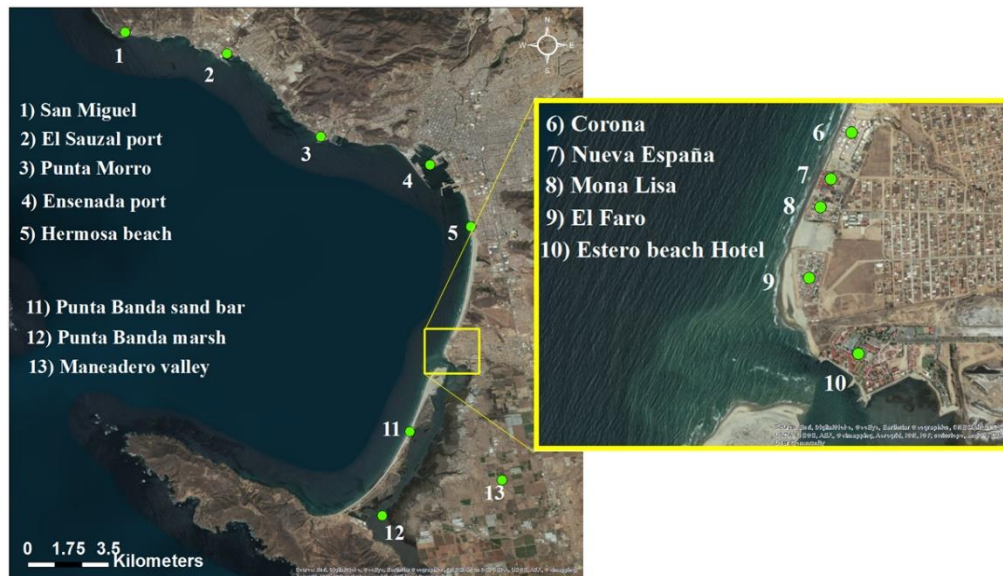 N
W E
S
1
2
3
4
5
11
12
13
1) San Miguel
2) El Sauzal port
3) Punta Morro
4) Ensenada port
5) Hermosa beach
11) Punta Banda sand bar
12) Punta Banda marsh
13) Maneadero valley
0 1.75 3.5
Kilometers
6) Corona
7) Nueva España
8) Mona Lisa
9) El Faro
10) Estero beach Hotel
6
7
8
9
10